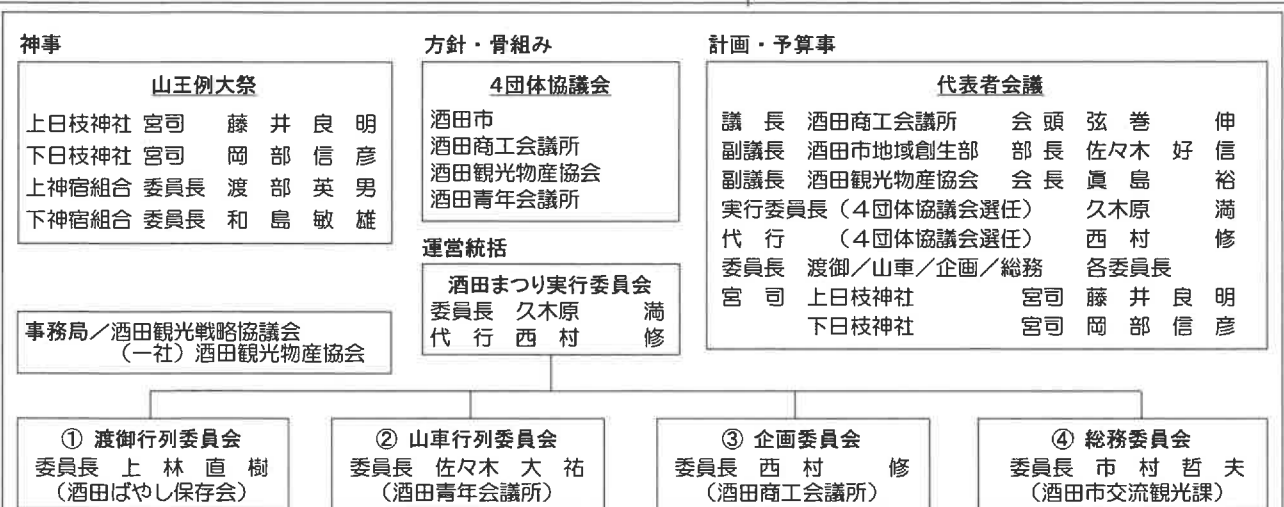 神事
山王例大祭
上日枝神社 宮司 藤井良明
下日枝神社 宮司 岡部信彦
上神宿組合 委員長 渡部英男
下神宿組合 委員長 和島敏雄
事務局／酒田観光戦略協議会
（一社）酒田観光物産協会
方針・骨組み
4団体協議会
酒田市
酒田商工会議所
酒田観光物産協会
酒田青年会議所
運営統括
酒田まつり実行委員会
委員長 久木原 満
代行 西村 修
計画・予算事
代表者会議
議長 酒田商工会議所 会頭 弦巻 伸
副議長 酒田市地域創生部 部長 佐々木好信
副議長 酒田観光物産協会 会長 眞島 裕
実行委員長（4団体協議会選任） 久木原 満
代行 （4団体協議会選任） 西村 修
委員長 渡御／山車／企画／総務 各委員長
宮司 上日枝神社 宮司 藤井良明
下日枝神社 宮司 岡部信彦
① 渡御行列委員会
委員長 上林直樹
（酒田ばやし保存会）
② 山車行列委員会
委員長 佐々木大祐
（酒田青年会議所）
③ 企画委員会
委員長 西村 修
（酒田商工会議所）
④ 総務委員会
委員長 市村哲夫
（酒田市交流観光課）